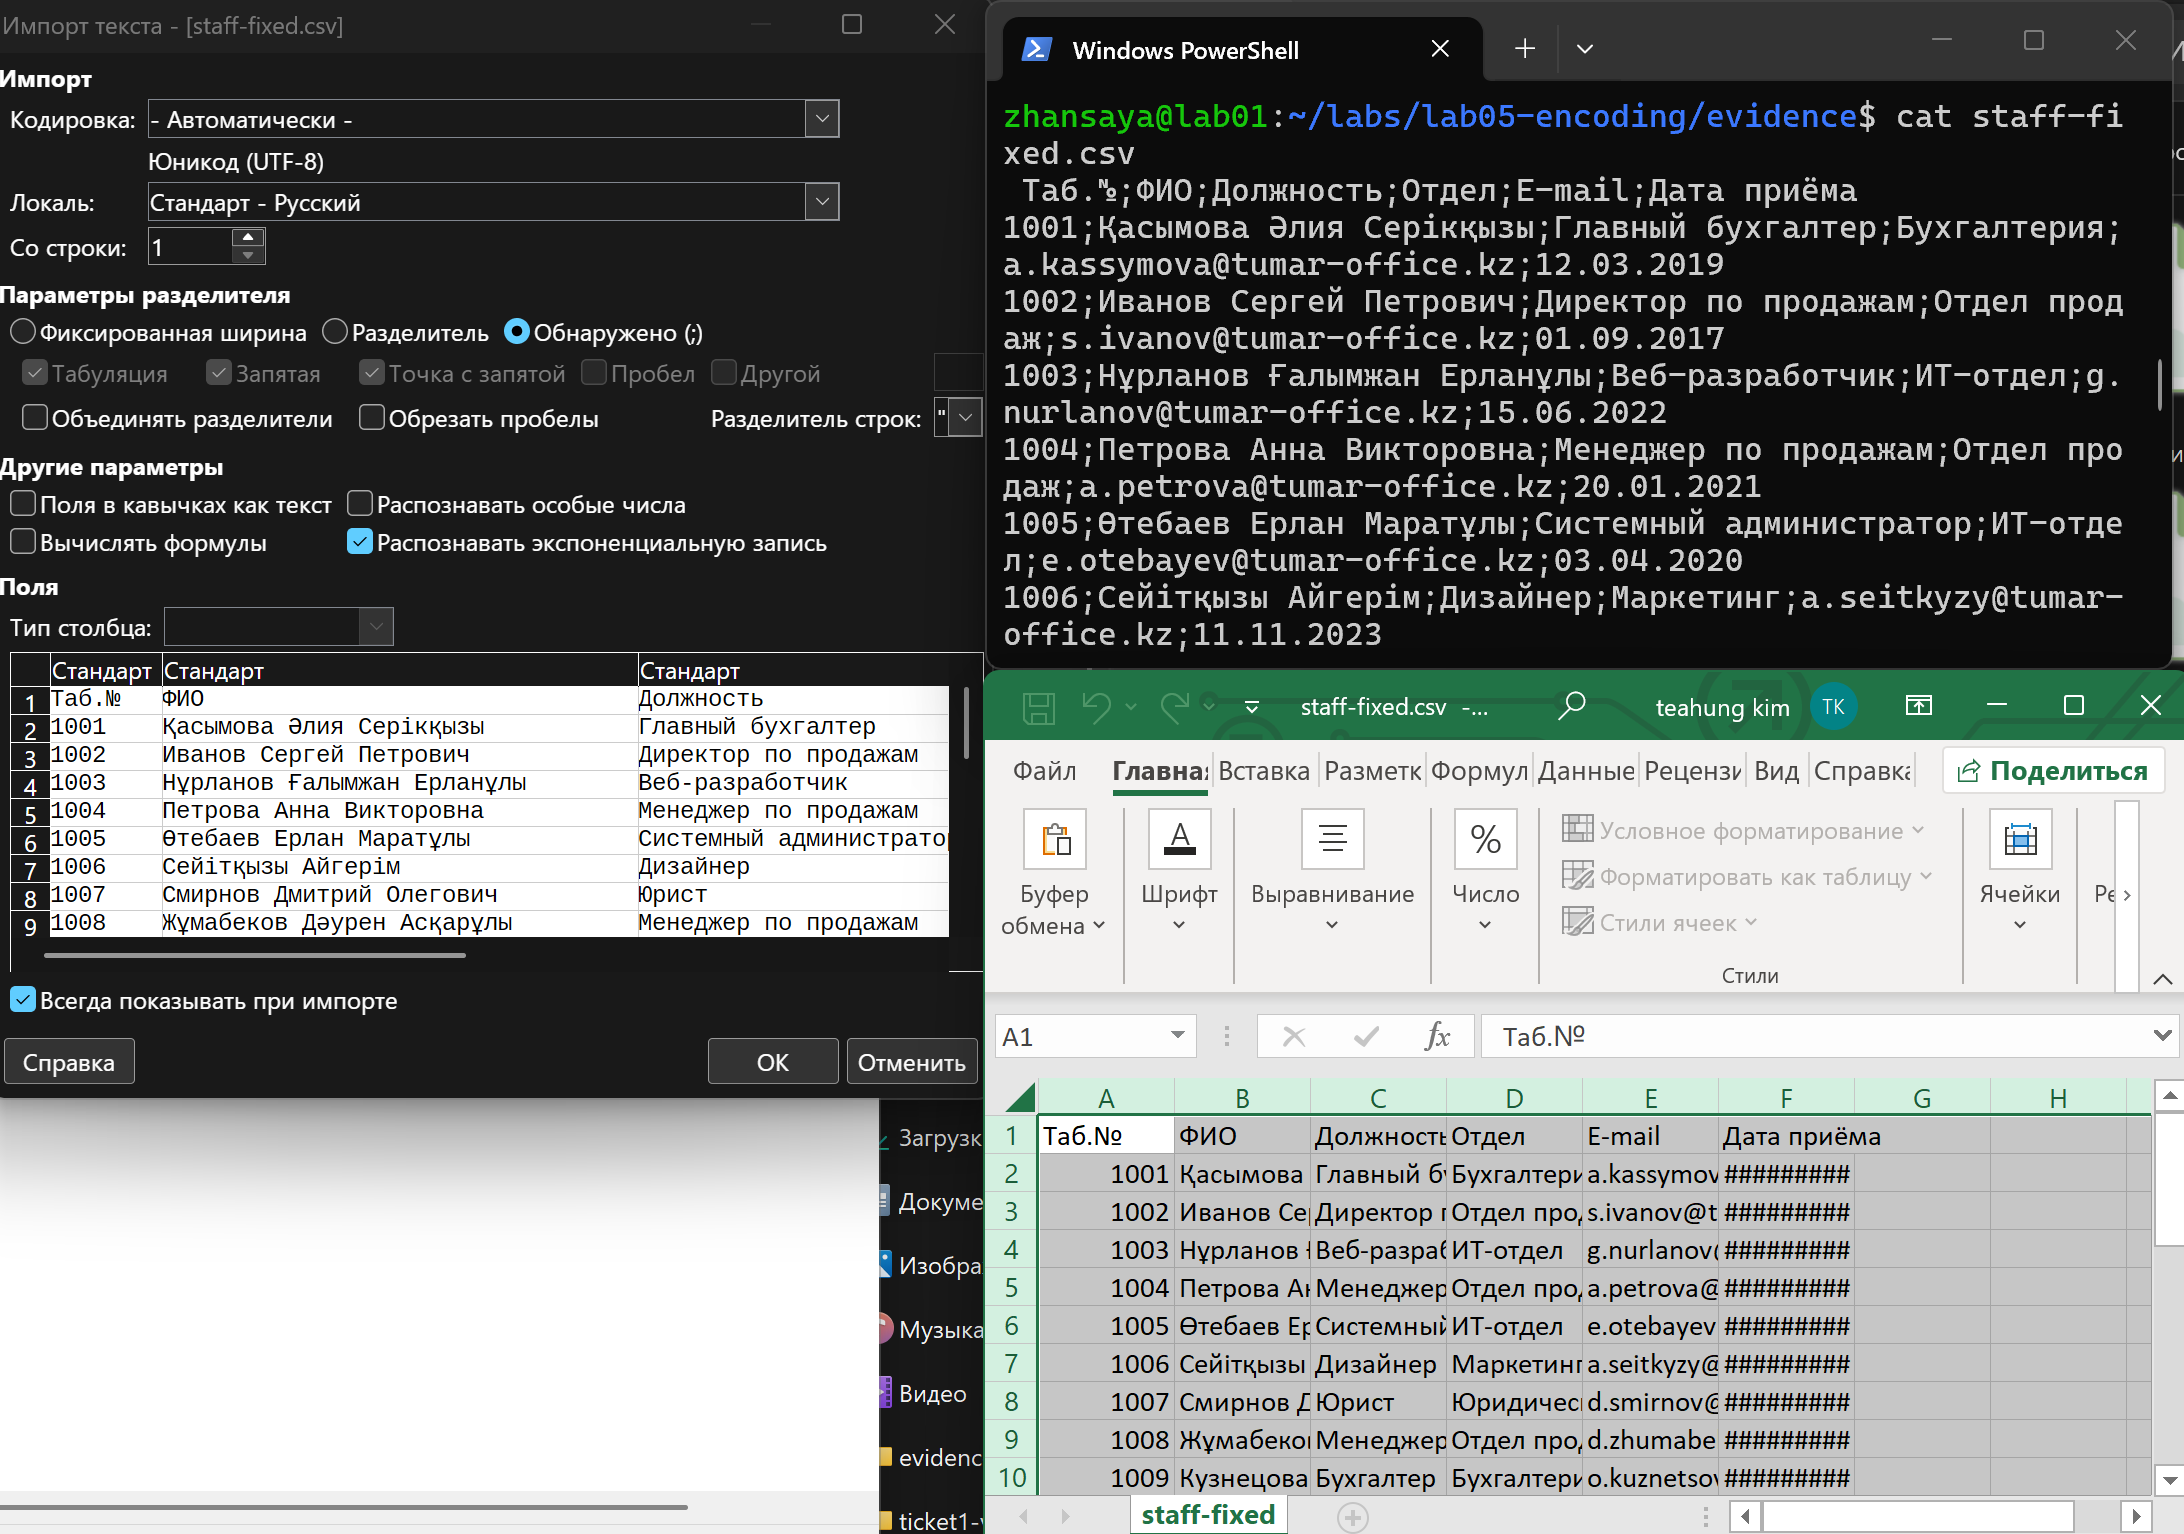 Импорт текста - [staff-fixed.csv]
Импорт
Кодировка: - Автоматически -
Юникод (UTF-8)
Локаль: Стандарт - Русский
Со строки: 1
Параметры разделителя
Фиксированная ширина Разделитель Обнаружено (;)
Табуляция Запятая Точка с запятой Пробел Другой
Объединять разделители Обрезать пробелы Разделитель строк: "
Другие параметры
Поля в кавычках как текст Распознавать особые числа
Вычислять формулы Распознавать экспоненциальную запись
Поля
Тип столбца:
Стандарт Стандарт Стандарт
1 Таб.№ ФИО Должность
2 1001 Қасымова Әлия Серікқызы Главный бухгалтер
3 1002 Иванов Сергей Петрович Директор по продажам
4 1003 Нұрланов Ғалымжан Ерланұлы Веб-разработчик
5 1004 Петрова Анна Викторовна Менеджер по продажам
6 1005 Өтебаев Ерлан Маратұлы Системный администратор
7 1006 Сейітқызы Айгерім Дизайнер
8 1007 Смирнов Дмитрий Олегович Юрист
9 1008 Жұмабеков Дәурен Асқарұлы Менеджер по продажам
Всегда показывать при импорте
Справка OK Отменить
Загрузк
Докуме
Изобра
Музыка
Видео
evidenc
ticket1-
Windows PowerShell
zhansaya@lab01:~/labs/lab05-encoding/evidence$ cat staff-fi
xed.csv
Таб.№;ФИО;Должность;Отдел;E-mail;Дата приёма
1001;Қасымова Әлия Серікқызы;Главный бухгалтер;Бухгалтерия;
a.kassymova@tumar-office.kz;12.03.2019
1002;Иванов Сергей Петрович;Директор по продажам;Отдел прод
аж;s.ivanov@tumar-office.kz;01.09.2017
1003;Нұрланов Ғалымжан Ерланұлы;Веб-разработчик;ИТ-отдел;g.
nurlanov@tumar-office.kz;15.06.2022
1004;Петрова Анна Викторовна;Менеджер по продажам;Отдел про
даж;a.petrova@tumar-office.kz;20.01.2021
1005;Өтебаев Ерлан Маратұлы;Системный администратор;ИТ-отде
л;e.otebayev@tumar-office.kz;03.04.2020
1006;Сейітқызы Айгерім;Дизайнер;Маркетинг;a.seitkyzy@tumar-
office.kz;11.11.2023
staff-fixed.csv -... teahung kim TK
Файл Главна Вставка Разметк Формул Данные Рецензи Вид Справка Поделиться
Буфер обмена Шрифт Выравнивание Число Условное форматирование Ячейки Ре
Форматировать как таблицу
Стили ячеек
Стили
A1 fx Таб.№
A B C D E F G H
1 Таб.№ ФИО Должность Отдел E-mail Дата приёма
2 1001 Қасымова Главный бу Бухгалтери a.kassymov #########
3 1002 Иванов Се Директор п Отдел прод s.ivanov@t #########
4 1003 Нұрланов Ғ Веб-разраб ИТ-отдел g.nurlanov@ #########
5 1004 Петрова Ан Менеджер Отдел прод a.petrova@ #########
6 1005 Өтебаев Ер Системный ИТ-отдел e.otebayev #########
7 1006 Сейітқызы Дизайнер Маркетинг a.seitkyzy@ #########
8 1007 Смирнов Д Юрист Юридичес d.smirnov@ #########
9 1008 Жұмабеко Менеджер Отдел прод d.zhumabe #########
10 1009 Кузнецова Бухгалтер Бухгалтери o.kuznetsov #########
staff-fixed